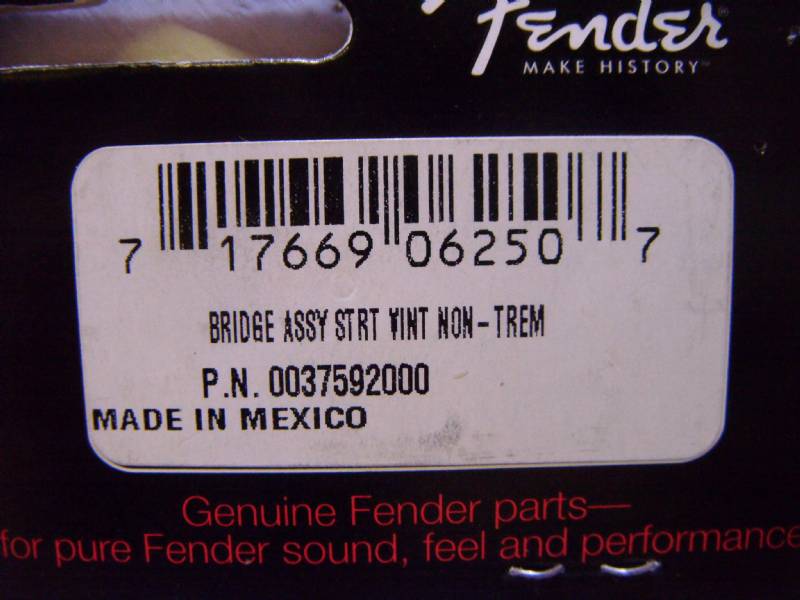 Fender®
MAKE HISTORY™
7 17669 06250 7
BRIDGE ASSY STRT VINT NON-TREM
P.N. 0037592000
MADE IN MEXICO
Genuine Fender parts—
for pure Fender sound, feel and performance